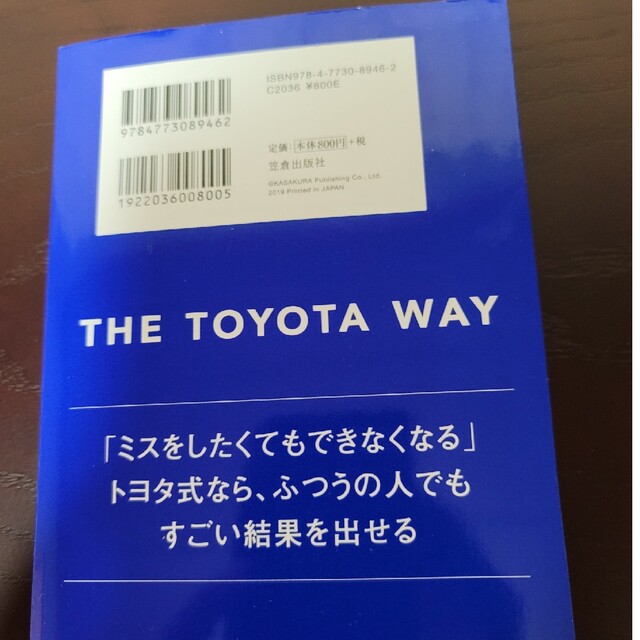 ISBN978-4-7730-8946-2
C2036 ¥800E
9784773089462
定価：本体800円+税
笠倉出版社
1922036008005
©KASAKURA Publishing Co., Ltd.
2019 Printed in JAPAN
THE TOYOTA WAY
「ミスをしたくてもできなくなる」
トヨタ式なら、ふつうの人でも
すごい結果を出せる